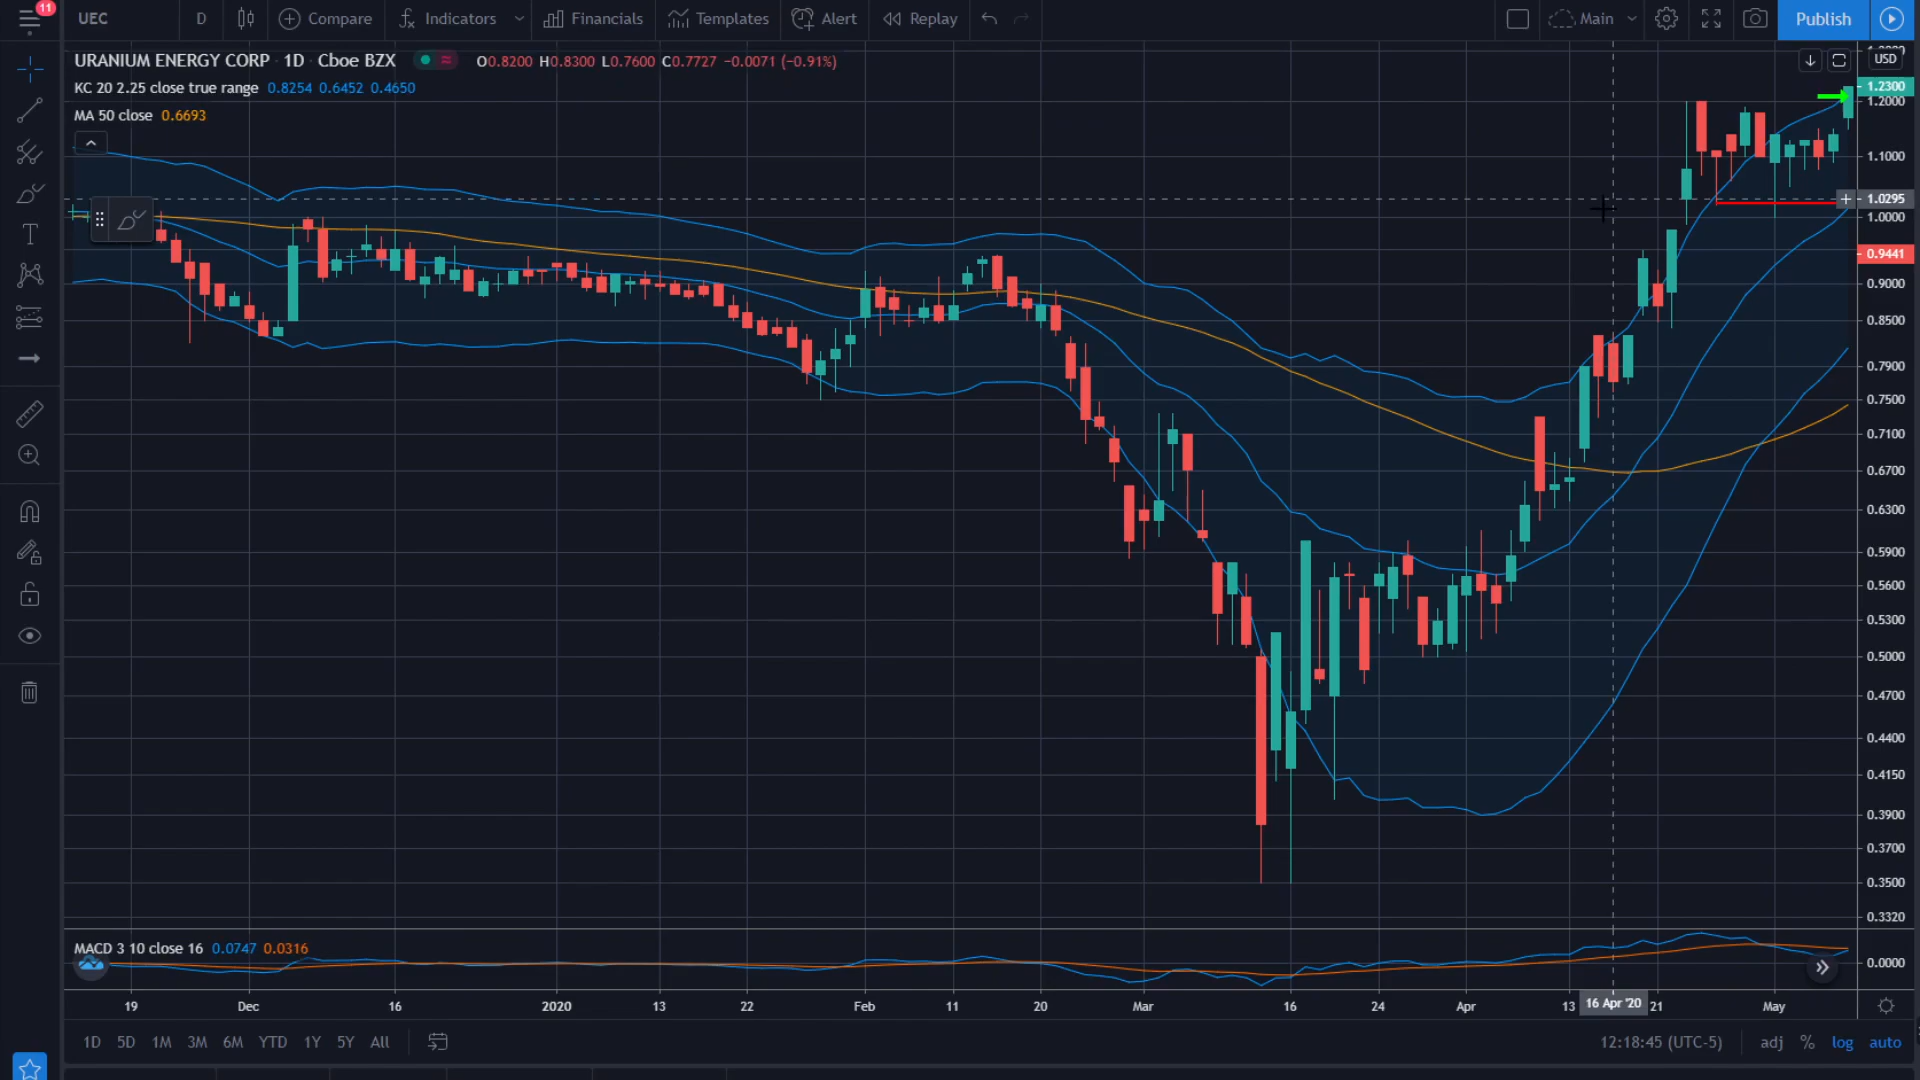 11
UEC
D
Compare
Indicators
Financials
Templates
Alert
Replay
Main
Publish
URANIUM ENERGY CORP · 1D · Cboe BZX
O0.8200 H0.8300 L0.7600 C0.7727 −0.0071 (−0.91%)
KC 20 2.25 close true range 0.8254 0.6452 0.4650
MA 50 close 0.6693
USD
1.2300
1.2000
1.1000
1.0295
1.0000
0.9441
0.9000
0.8500
0.7900
0.7500
0.7100
0.6700
0.6300
0.5900
0.5600
0.5300
0.5000
0.4700
0.4400
0.4150
0.3900
0.3700
0.3500
0.3320
MACD 3 10 close 16 0.0747 0.0316
0.0000
19 Dec 16 2020 13 22 Feb 11 20 Mar 16 24 Apr 13 16 Apr '20 21 May
1D 5D 1M 3M 6M YTD 1Y 5Y All
12:18:45 (UTC-5)
adj % log auto